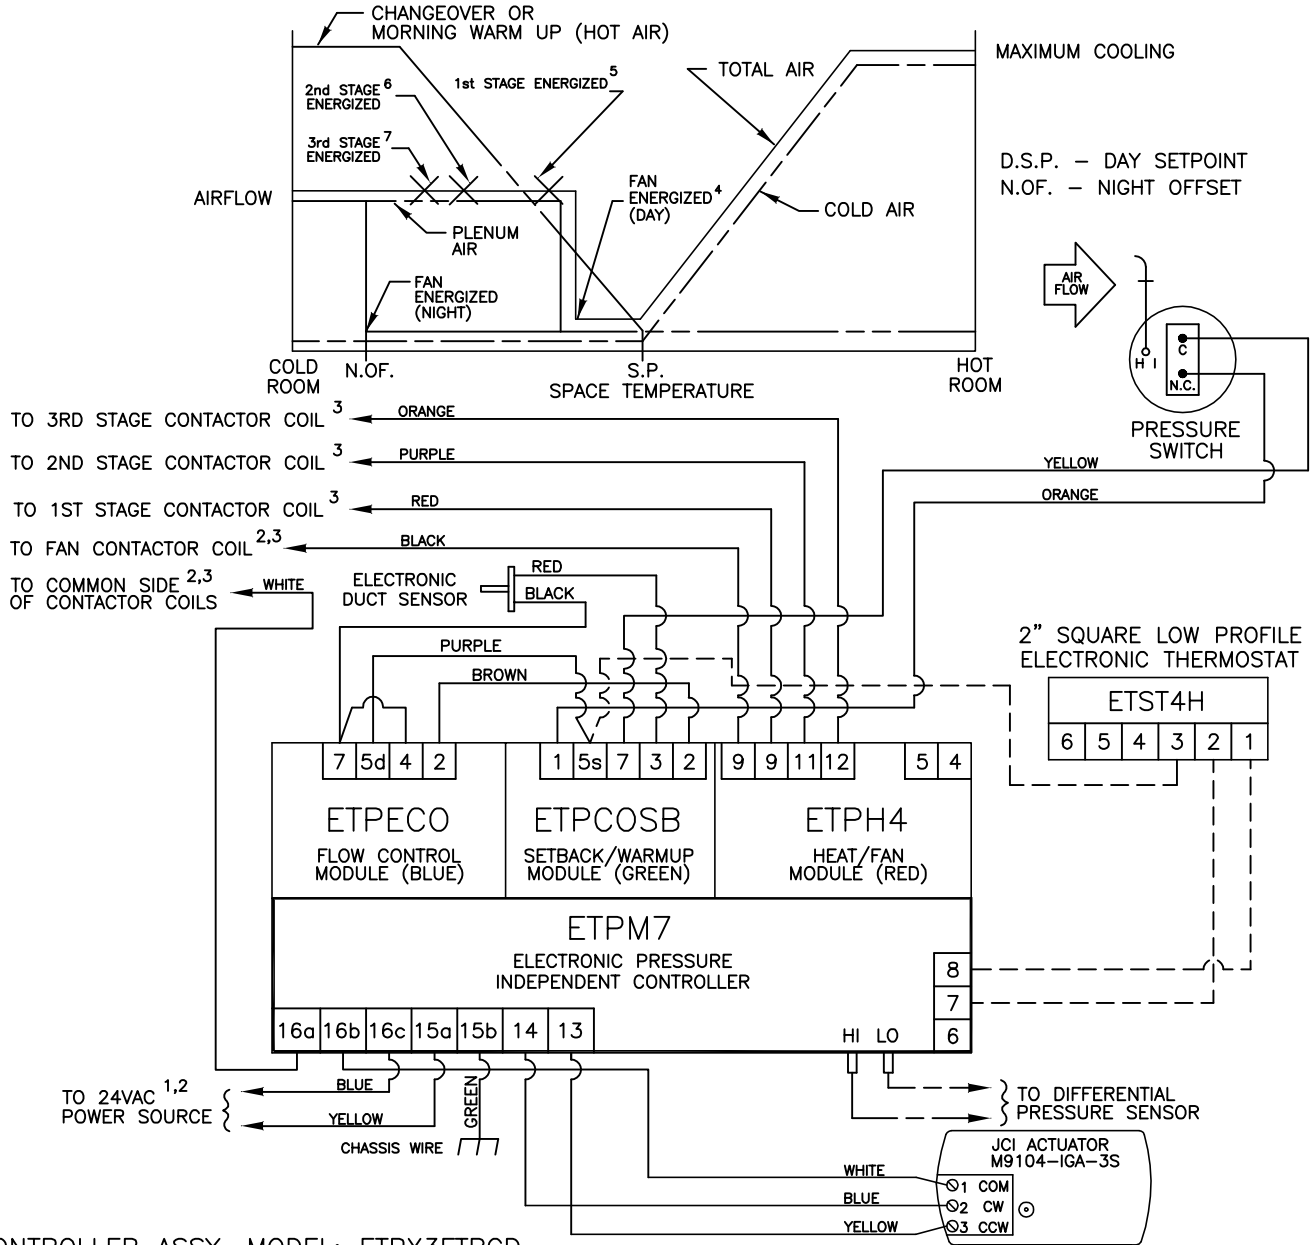 CHANGEOVER OR
MORNING WARM UP (HOT AIR)
MAXIMUM COOLING
TOTAL AIR
1st STAGE ENERGIZED 5
2nd STAGE 6
ENERGIZED
3rd STAGE 7
ENERGIZED
D.S.P. – DAY SETPOINT
N.OF. – NIGHT OFFSET
AIRFLOW
FAN
ENERGIZED 4
(DAY)
COLD AIR
PLENUM
AIR
FAN
ENERGIZED
(NIGHT)
AIR
FLOW
H I
C
N.C.
PRESSURE
SWITCH
COLD
ROOM
N.OF.
S.P.
SPACE TEMPERATURE
HOT
ROOM
TO 3RD STAGE CONTACTOR COIL 3
ORANGE
TO 2ND STAGE CONTACTOR COIL 3
PURPLE
YELLOW
TO 1ST STAGE CONTACTOR COIL 3
RED
ORANGE
TO FAN CONTACTOR COIL 2,3
BLACK
TO COMMON SIDE 2,3
OF CONTACTOR COILS
WHITE
ELECTRONIC
DUCT SENSOR
RED
BLACK
PURPLE
BROWN
2" SQUARE LOW PROFILE
ELECTRONIC THERMOSTAT
ETST4H
6 5 4 3 2 1
7 5d 4 2
1 5s 7 3 2
9 9 11 12
5 4
ETPECO
FLOW CONTROL
MODULE (BLUE)
ETPCOSB
SETBACK/WARMUP
MODULE (GREEN)
ETPH4
HEAT/FAN
MODULE (RED)
ETPM7
ELECTRONIC PRESSURE
INDEPENDENT CONTROLLER
8
7
6
16a 16b 16c 15a 15b 14 13
HI LO
TO 24VAC 1,2
POWER SOURCE
BLUE
YELLOW
GREEN
CHASSIS WIRE
TO DIFFERENTIAL
PRESSURE SENSOR
JCI ACTUATOR
M9104–IGA–3S
WHITE
1 COM
BLUE
2 CW
YELLOW
3 CCW